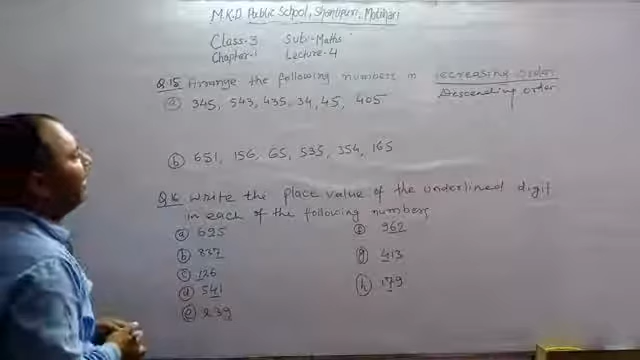 M.K.D. Public School, Shantipuri, Motihari
Class-3 Sub:-Maths
Chapter-1 Lecture-4
Q.15 Arrange the following numbers in decreasing order
Descending order
(a) 345, 543, 435, 34, 45, 405
(b) 651, 156, 65, 535, 354, 165
Q.16 Write the place value of the underlined digit
in each of the following numbers
(a) 695 (f) 962
(b) 837 (g) 413
(c) 126 (h) 179
(d) 541
(e) 239